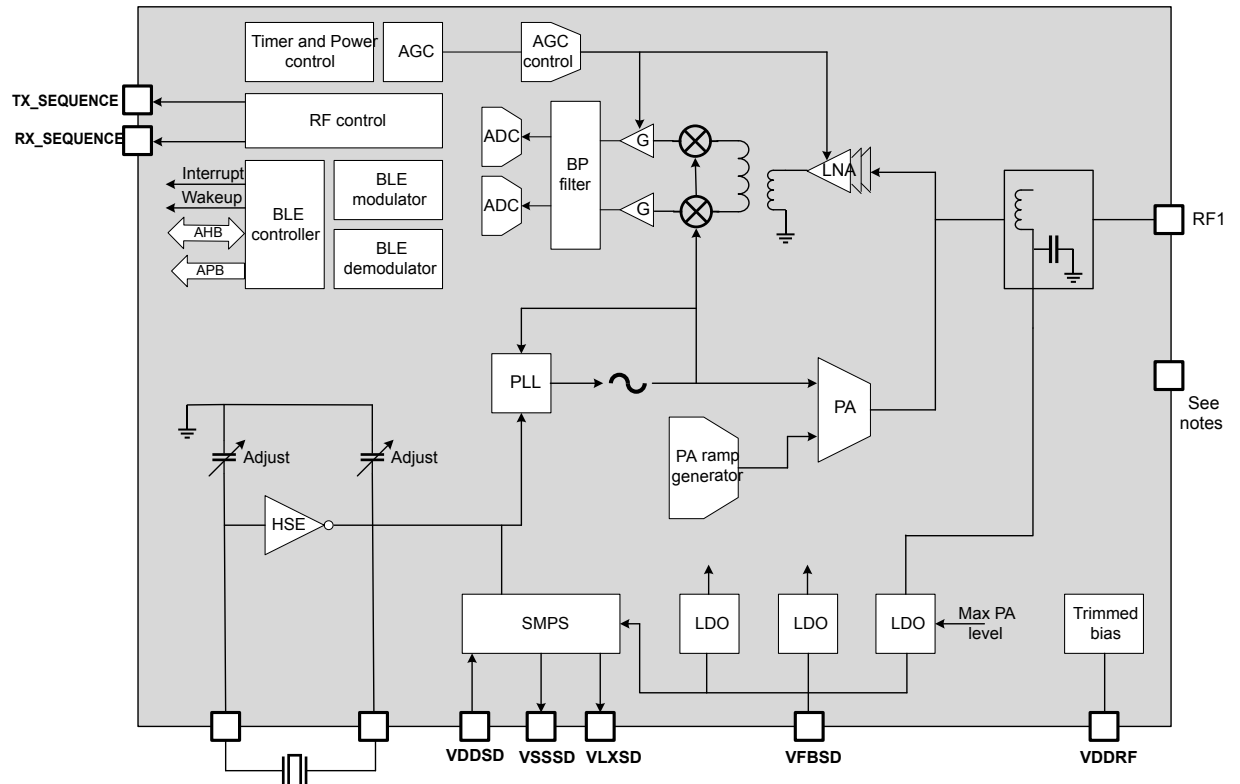 Timer and Power
control
AGC
AGC
control
TX_SEQUENCE
RX_SEQUENCE
RF control
ADC
ADC
BP
filter
G
G
LNA
Interrupt
Wakeup
AHB
APB
BLE
controller
BLE
modulator
BLE
demodulator
RF1
See
notes
PLL
PA
PA ramp
generator
Adjust
Adjust
HSE
SMPS
LDO
LDO
LDO
Max PA
level
Trimmed
bias
VDDSD
VSSSD
VLXSD
VFBSD
VDDRF